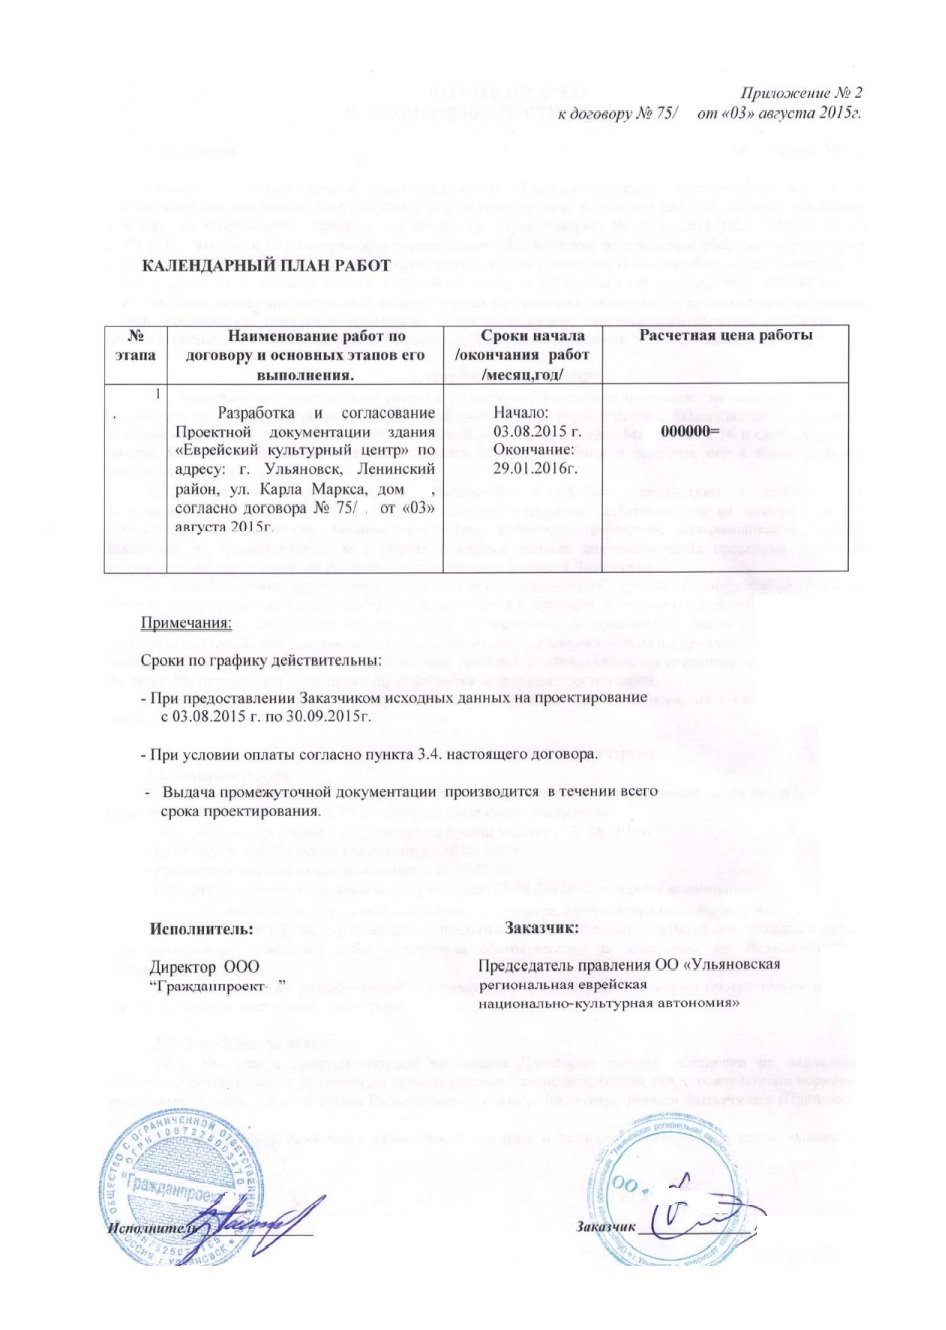 Приложение № 2
к договору № 75/ от «03» августа 2015г.
КАЛЕНДАРНЫЙ ПЛАН РАБОТ
№ этапа
Наименование работ по
договору и основных этапов его
выполнения.
Сроки начала
/окончания работ
/месяц,год/
Расчетная цена работы
1
.
Разработка и согласование
Проектной документации здания
«Еврейский культурный центр» по
адресу: г. Ульяновск, Ленинский
район, ул. Карла Маркса, дом ,
согласно договора № 75/ . от «03»
августа 2015г.
Начало:
03.08.2015 г.
Окончание:
29.01.2016г.
000000=
Примечания:
Сроки по графику действительны:
- При предоставлении Заказчиком исходных данных на проектирование
с 03.08.2015 г. по 30.09.2015г.
- При условии оплаты согласно пункта 3.4. настоящего договора.
- Выдача промежуточной документации производится в течении всего
срока проектирования.
Исполнитель:
Директор ООО
“Гражданпроект- ”
Заказчик:
Председатель правления ОО «Ульяновская
региональная еврейская
национально-культурная автономия»
ОБЩЕСТВО С ОГРАНИ�ченной ОТВЕТСТВЕННО
"Гражданпроек
Исполнитель
ОО «
Заказчик